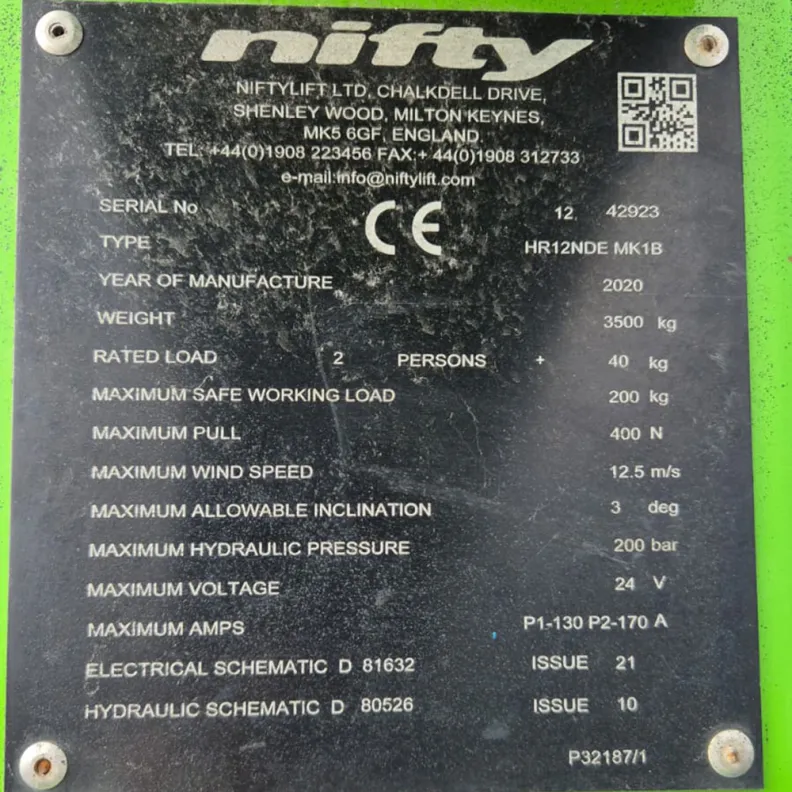 nifty
NIFTYLIFT LTD, CHALKDELL DRIVE,
SHENLEY WOOD, MILTON KEYNES,
MK5 6GF, ENGLAND.
TEL: +44(0)1908 223456 FAX:+ 44(0)1908 312733
e-mail:info@niftylift.com
SERIAL No CE 12 42923
TYPE HR12NDE MK1B
YEAR OF MANUFACTURE 2020
WEIGHT 3500 kg
RATED LOAD 2 PERSONS + 40 kg
MAXIMUM SAFE WORKING LOAD 200 kg
MAXIMUM PULL 400 N
MAXIMUM WIND SPEED 12.5 m/s
MAXIMUM ALLOWABLE INCLINATION 3 deg
MAXIMUM HYDRAULIC PRESSURE 200 bar
MAXIMUM VOLTAGE 24 V
MAXIMUM AMPS P1-130 P2-170 A
ELECTRICAL SCHEMATIC D 81632 ISSUE 21
HYDRAULIC SCHEMATIC D 80526 ISSUE 10
P32187/1